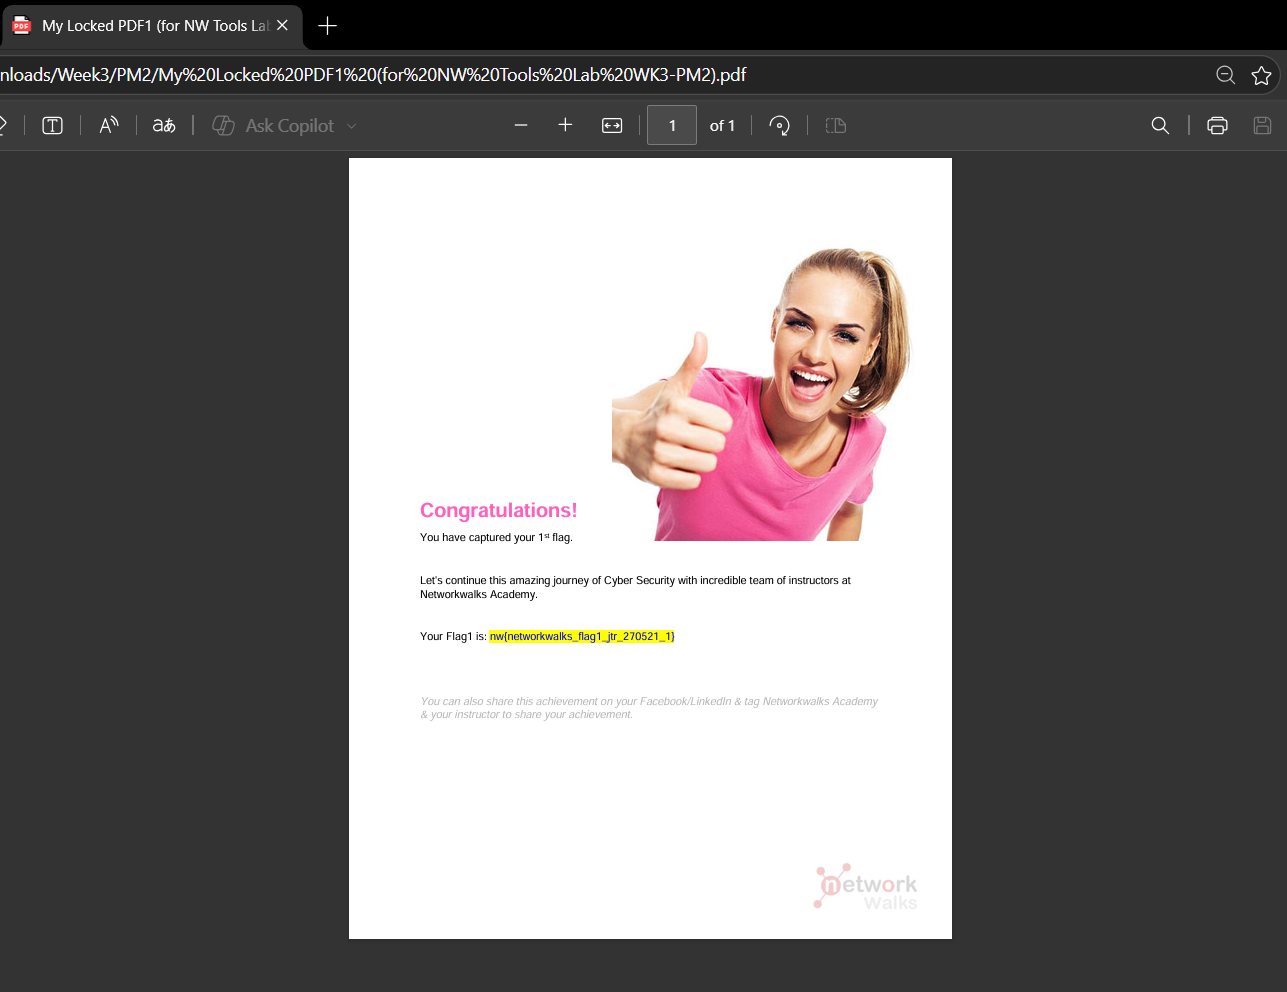 PDF
My Locked PDF1 (for NW Tools La
nloads/Week3/PM2/My%20Locked%20PDF1%20(for%20NW%20Tools%20Lab%20WK3-PM2).pdf
T A aあ Ask Copilot 1 of 1
Congratulations!
You have captured your 1st flag.
Let's continue this amazing journey of Cyber Security with incredible team of instructors at
Networkwalks Academy.
Your Flag1 is: nw{networkwalks_flag1_jtr_270521_1}
You can also share this achievement on your Facebook/LinkedIn & tag Networkwalks Academy
& your instructor to share your achievement.
network
Walks